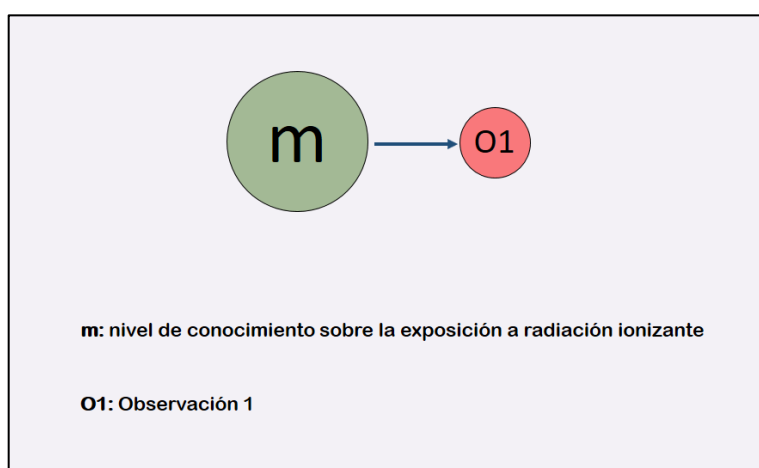 m
O1
m: nivel de conocimiento sobre la exposición a radiación ionizante
O1: Observación 1